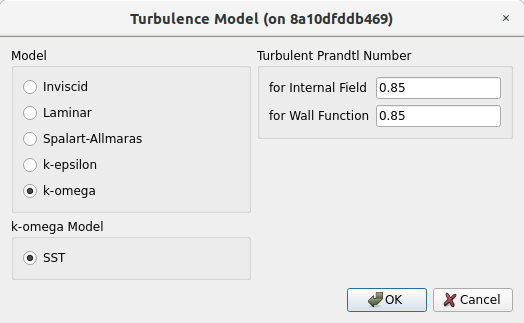 Turbulence Model (on 8a10dfddb469)
×
Model
Inviscid
Laminar
Spalart-Allmaras
k-epsilon
k-omega
k-omega Model
SST
Turbulent Prandtl Number
for Internal Field 0.85
for Wall Function 0.85
OK
Cancel